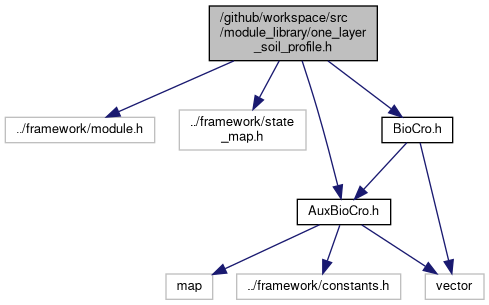 /github/workspace/src
/module_library/one_layer
_soil_profile.h
../framework/module.h
../framework/state
_map.h
BioCro.h
AuxBioCro.h
map
../framework/constants.h
vector